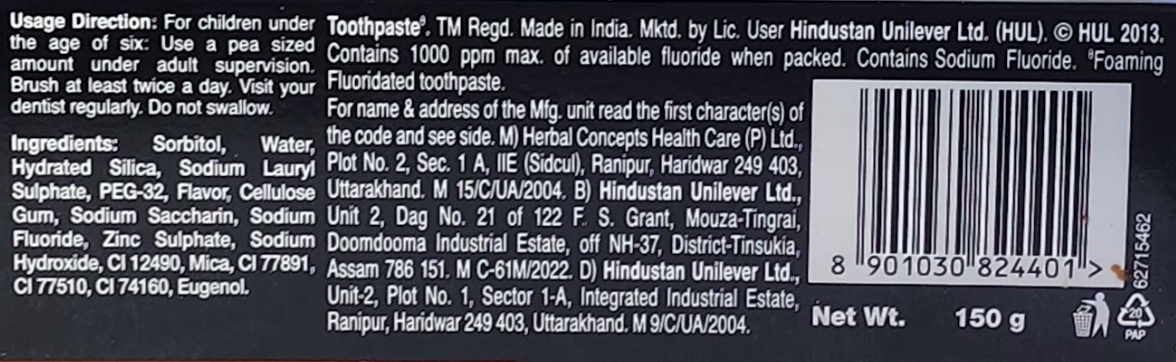 Usage Direction: For children under
the age of six: Use a pea sized
amount under adult supervision.
Brush at least twice a day. Visit your
dentist regularly. Do not swallow.
Ingredients: Sorbitol, Water,
Hydrated Silica, Sodium Lauryl
Sulphate, PEG-32, Flavor, Cellulose
Gum, Sodium Saccharin, Sodium
Fluoride, Zinc Sulphate, Sodium
Hydroxide, CI 12490, Mica, CI 77891,
CI 77510, CI 74160, Eugenol.
Toothpasteᶿ. TM Regd. Made in India. Mktd. by Lic. User Hindustan Unilever Ltd. (HUL). © HUL 2013.
Contains 1000 ppm max. of available fluoride when packed. Contains Sodium Fluoride. ᶿFoaming
Fluoridated toothpaste.
For name & address of the Mfg. unit read the first character(s) of
the code and see side. M) Herbal Concepts Health Care (P) Ltd.,
Plot No. 2, Sec. 1 A, IIE (Sidcul), Ranipur, Haridwar 249 403,
Uttarakhand. M 15/C/UA/2004. B) Hindustan Unilever Ltd.,
Unit 2, Dag No. 21 of 122 F. S. Grant, Mouza-Tingrai,
Doomdooma Industrial Estate, off NH-37, District-Tinsukia,
Assam 786 151. M C-61M/2022. D) Hindustan Unilever Ltd.,
Unit-2, Plot No. 1, Sector 1-A, Integrated Industrial Estate,
Ranipur, Haridwar 249 403, Uttarakhand. M 9/C/UA/2004.
8 901030 824401 >
62715462
Net Wt. 150 g
20
PAP